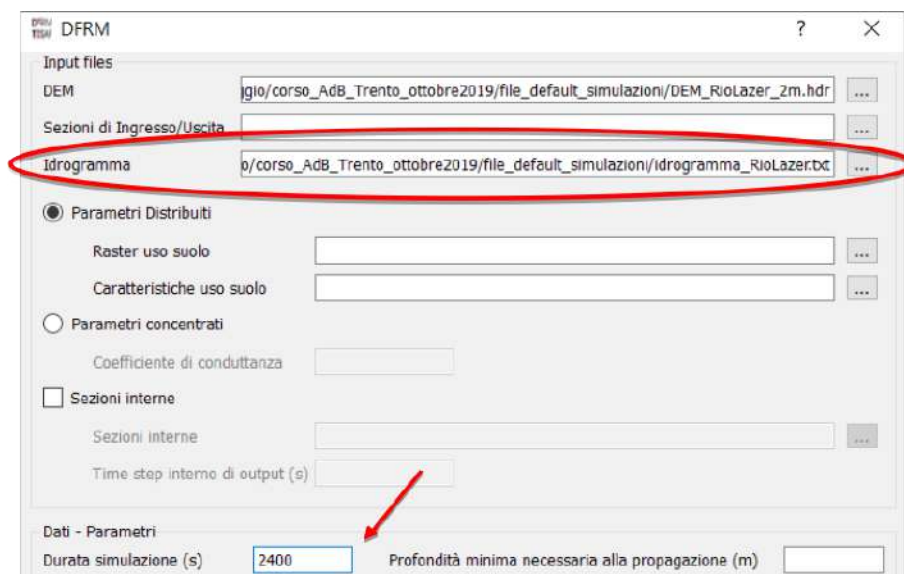 DFRM ? X
Input files
DEM ggio/corso_AdB_Trento_ottobre2019/file_default_simulazioni/DEM_RioLazer_2m.hdr ...
Sezioni di Ingresso/Uscita ...
Idrogramma o/corso_AdB_Trento_ottobre2019/file_default_simulazioni/idrogramma_RioLazer.txt ...
Parametri Distribuiti
Raster uso suolo ...
Caratteristiche uso suolo ...
Parametri concentrati
Coefficiente di conduttanza
Sezioni interne
Sezioni interne ...
Time step interno di output (s)
Dati - Parametri
Durata simulazione (s) 2400 Profondità minima necessaria alla propagazione (m)